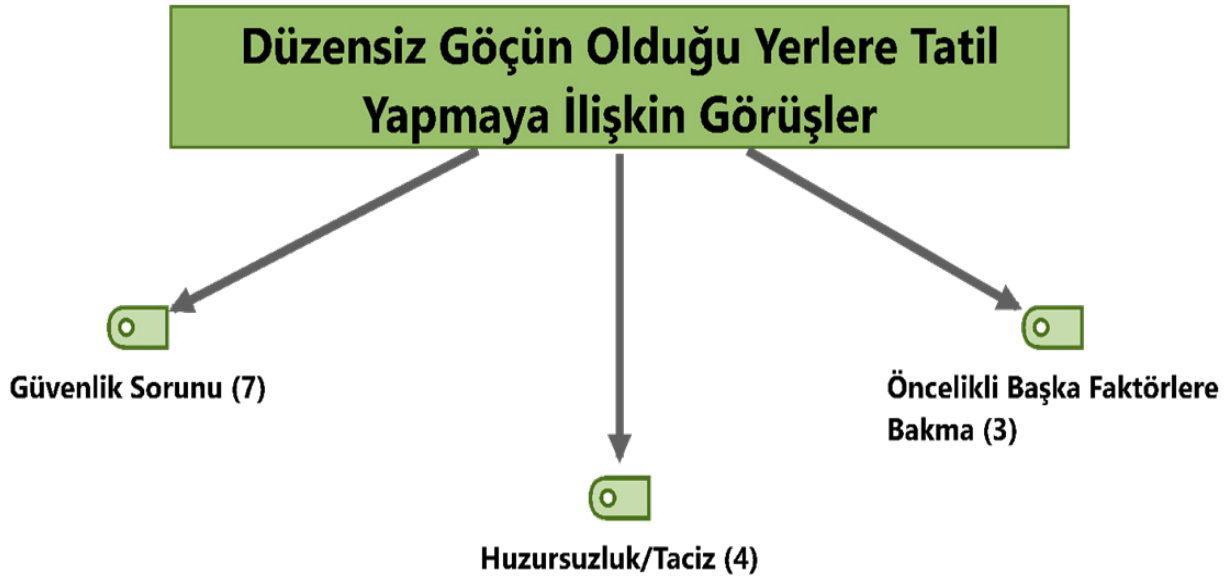 Düzensiz Göçün Olduğu Yerlere Tatil
Yapmaya İlişkin Görüşler
Güvenlik Sorunu (7)
Öncelikli Başka Faktörlere
Bakma (3)
Huzursuzluk/Taciz (4)